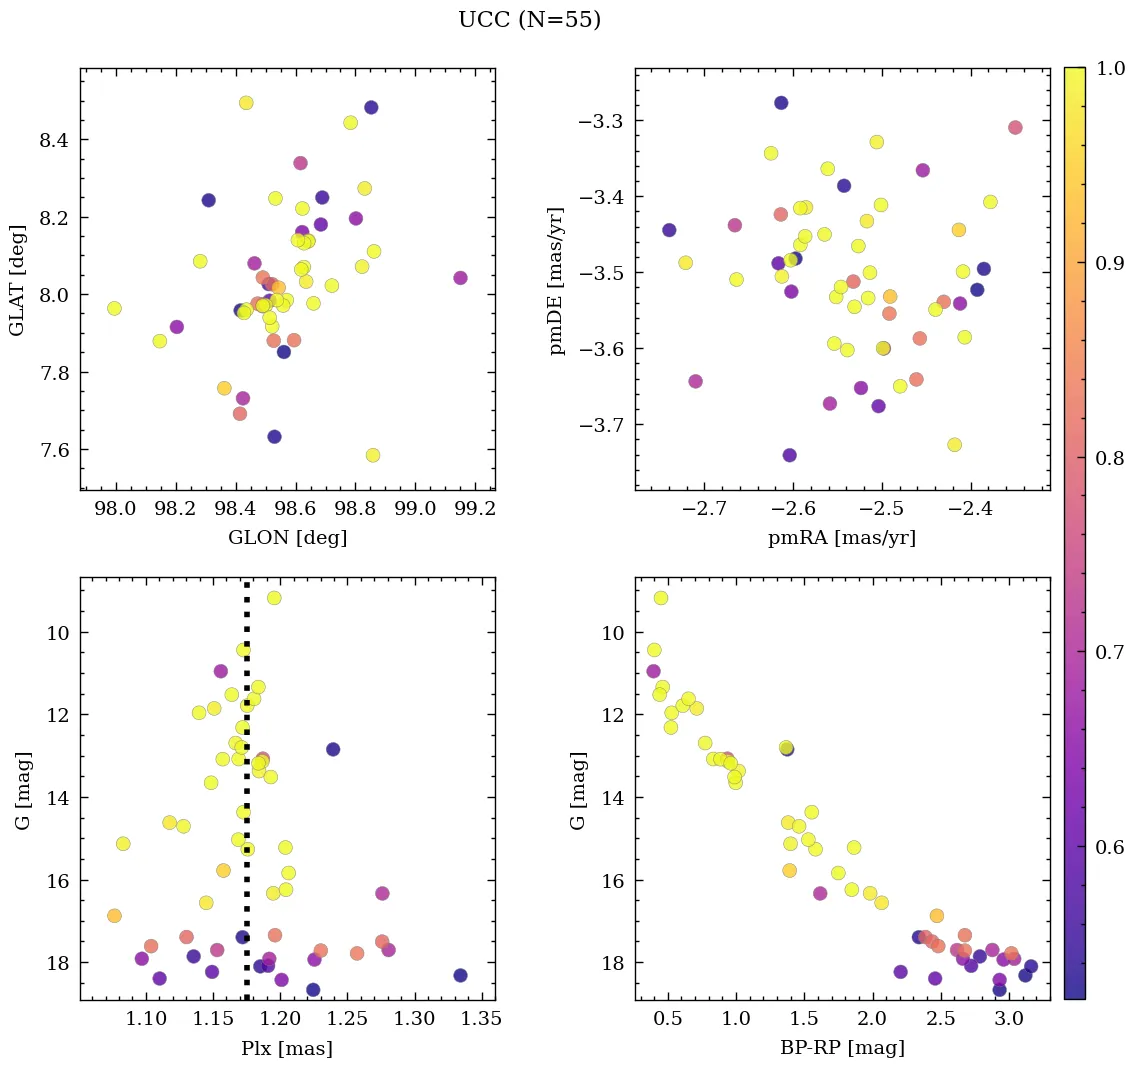 UCC (N=55)
8.4
8.2
8.0
7.8
7.6
GLAT [deg]
98.0 98.2 98.4 98.6 98.8 99.0 99.2
GLON [deg]
−3.3
−3.4
−3.5
−3.6
−3.7
pmDE [mas/yr]
−2.7 −2.6 −2.5 −2.4
pmRA [mas/yr]
1.0
0.9
0.8
0.7
0.6
10
12
14
16
18
G [mag]
1.10 1.15 1.20 1.25 1.30 1.35
Plx [mas]
10
12
14
16
18
G [mag]
0.5 1.0 1.5 2.0 2.5 3.0
BP-RP [mag]